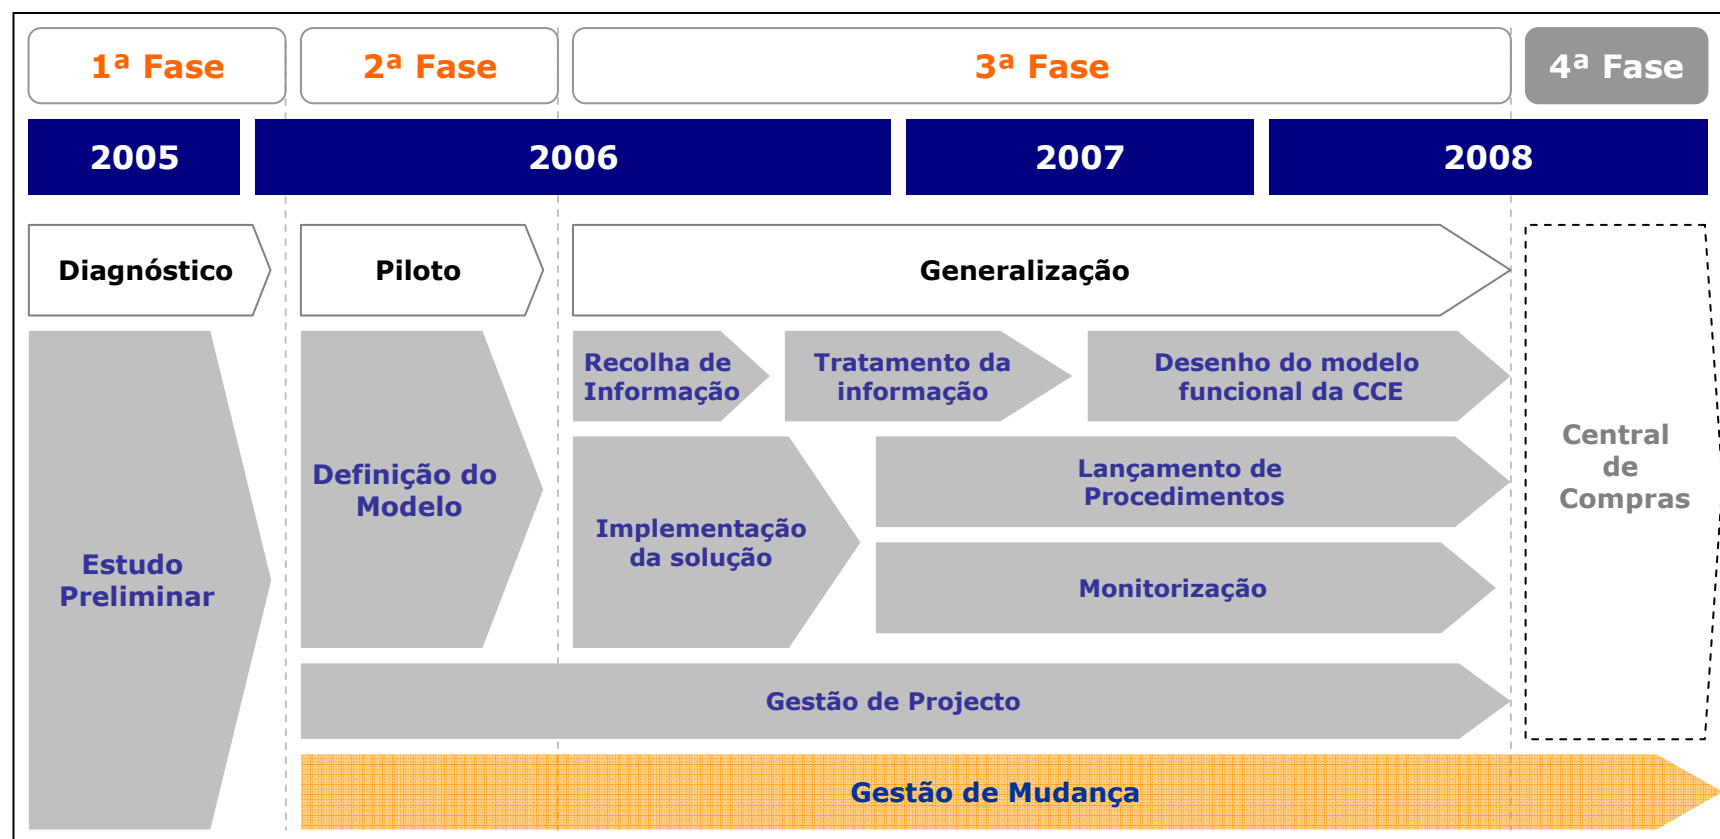 1ª Fase
2ª Fase
3ª Fase
4ª Fase
2005
2006
2007
2008
Diagnóstico
Piloto
Generalização
Recolha de
Informação
Tratamento da
informação
Desenho do modelo
funcional da CCE
Central
de
Compras
Definição do
Modelo
Lançamento de
Procedimentos
Implementação
da solução
Estudo
Preliminar
Monitorização
Gestão de Projecto
Gestão de Mudança